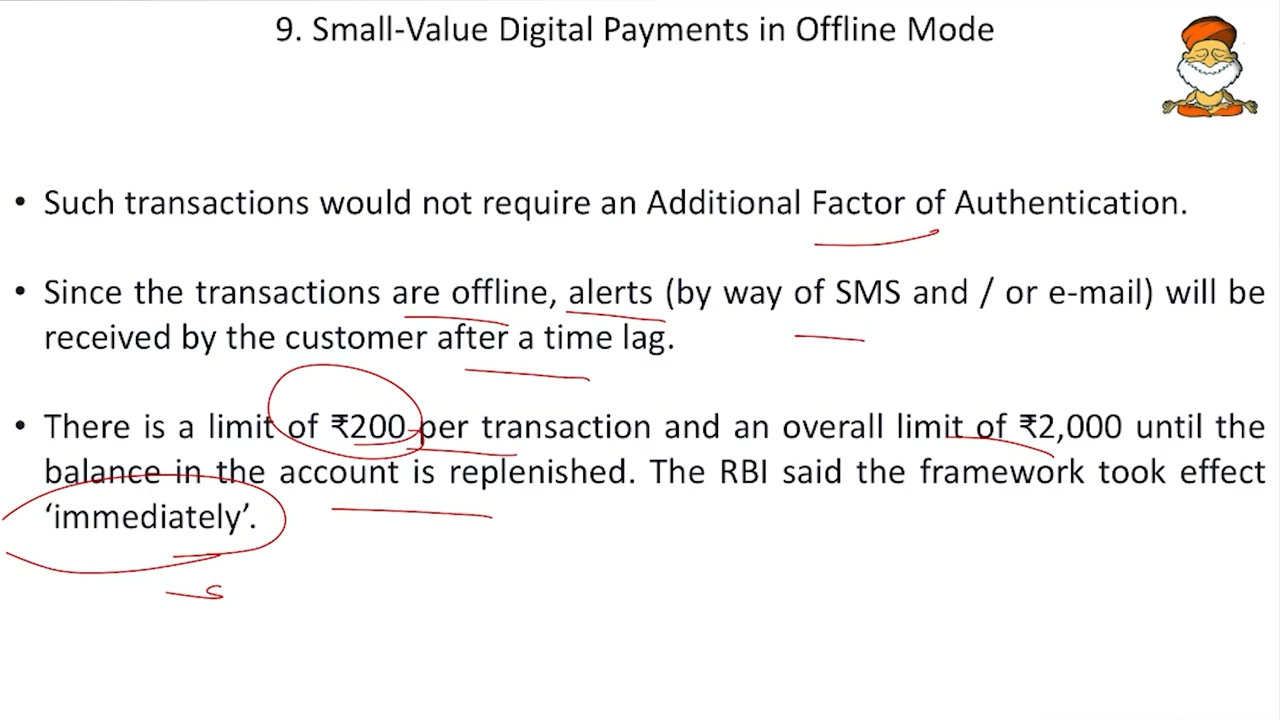 9. Small-Value Digital Payments in Offline Mode
• Such transactions would not require an Additional Factor of Authentication.
• Since the transactions are offline, alerts (by way of SMS and / or e-mail) will be
received by the customer after a time lag.
• There is a limit of ₹200 per transaction and an overall limit of ₹2,000 until the
balance in the account is replenished. The RBI said the framework took effect
‘immediately’.